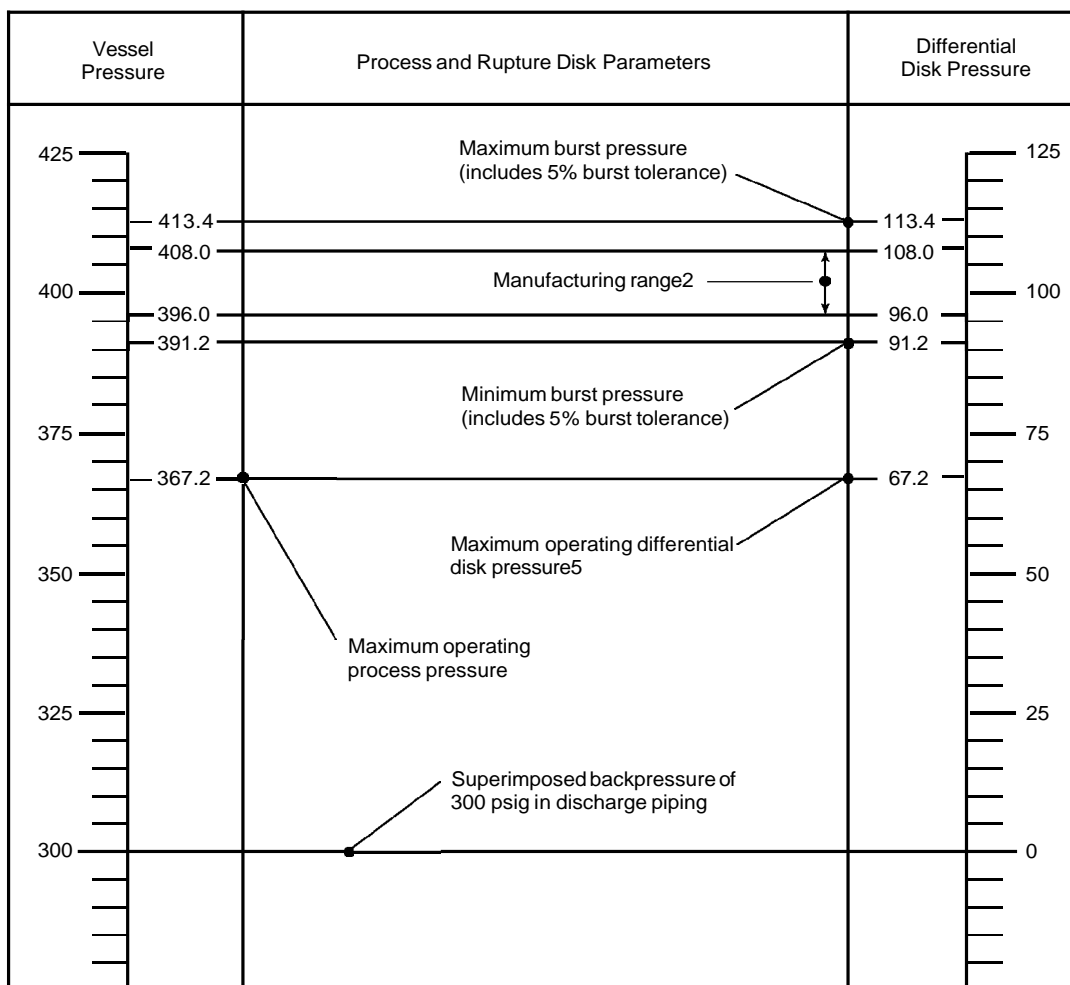 Vessel
Pressure
Process and Rupture Disk Parameters
Differential
Disk Pressure
Maximum burst pressure
(includes 5% burst tolerance)
425
125
413.4
113.4
408.0
108.0
Manufacturing range2
400
100
396.0
96.0
391.2
91.2
Minimum burst pressure
(includes 5% burst tolerance)
375
75
367.2
67.2
Maximum operating differential
disk pressure5
350
50
Maximum operating
process pressure
325
25
Superimposed backpressure of
300 psig in discharge piping
300
0